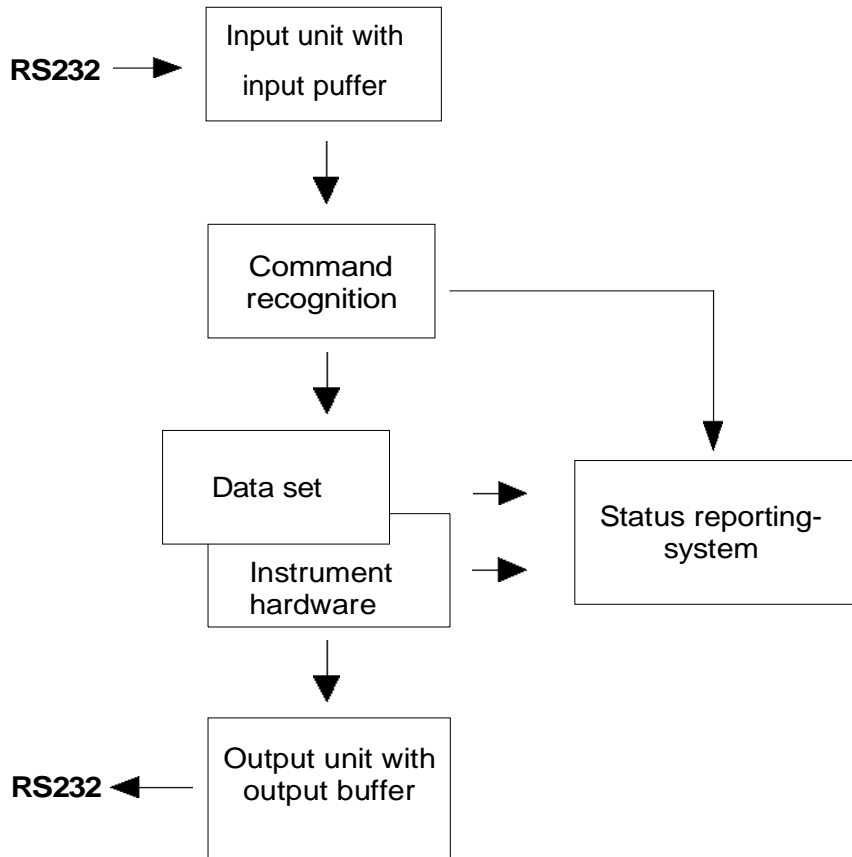 Input unit with
RS232
input puffer
Command
recognition
Data set
Status reporting-
system
Instrument
hardware
Output unit with
RS232
output buffer